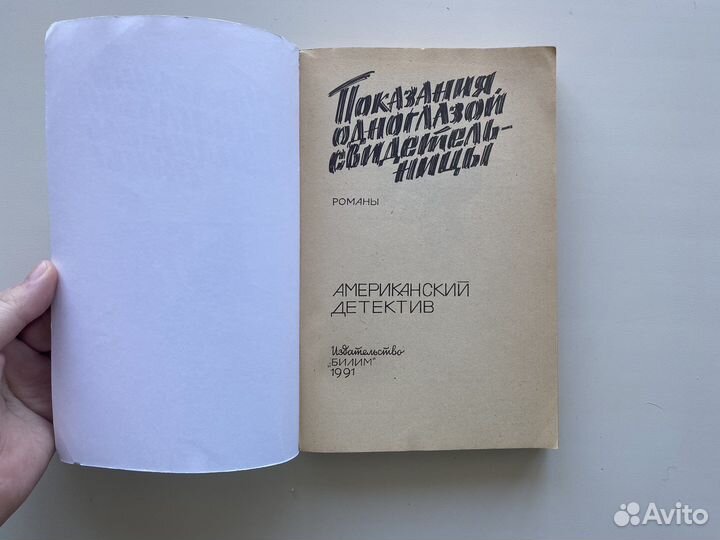 Показания
одноглазой
свидетель-
ницы
РОМАНЫ
АМЕРИКАНСКИЙ
ДЕТЕКТИВ
Издательство
„БИЛИМ"
1991
Avito